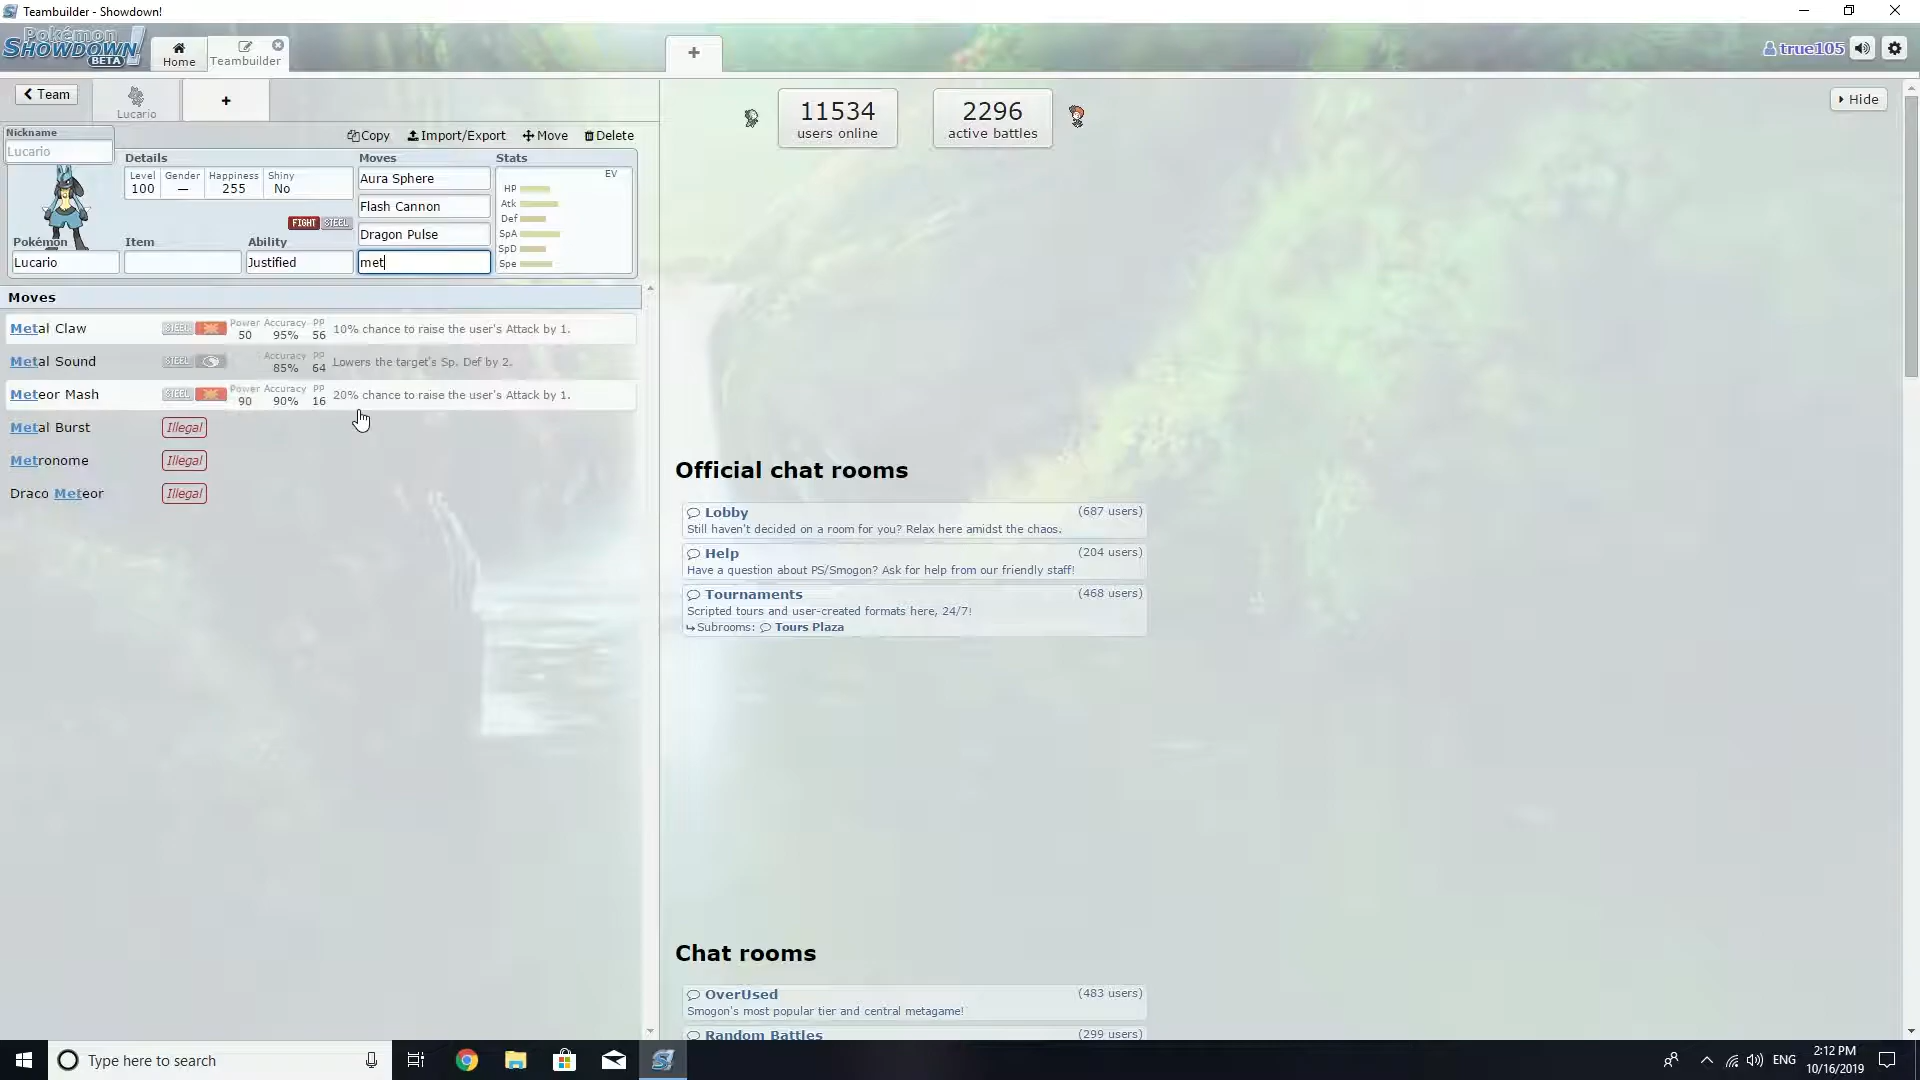 Teambuilder - Showdown!
Pokémon
SHOWDOWN!
BETA
Home
Teambuilder
+
true105
Team
Lucario
+
Nickname
Lucario
Copy
Import/Export
Move
Delete
Details
Level
100
Gender
—
Happiness
255
Shiny
No
FIGHT
STEEL
Pokémon
Lucario
Item
Ability
Justified
Moves
Aura Sphere
Flash Cannon
Dragon Pulse
met
Stats
EV
HP
Atk
Def
SpA
SpD
Spe
Moves
Metal Claw STEEL Power 50 Accuracy 95% PP 56 10% chance to raise the user's Attack by 1.
Metal Sound STEEL Accuracy 85% PP 64 Lowers the target's Sp. Def by 2.
Meteor Mash STEEL Power 90 Accuracy 90% PP 16 20% chance to raise the user's Attack by 1.
Metal Burst Illegal
Metronome Illegal
Draco Meteor Illegal
11534
users online
2296
active battles
Hide
Official chat rooms
Lobby (687 users)
Still haven't decided on a room for you? Relax here amidst the chaos.
Help (204 users)
Have a question about PS/Smogon? Ask for help from our friendly staff!
Tournaments (468 users)
Scripted tours and user-created formats here, 24/7!
Subrooms: Tours Plaza
Chat rooms
OverUsed (483 users)
Smogon's most popular tier and central metagame!
Random Battles (299 users)
Type here to search
ENG
2:12 PM
10/16/2019